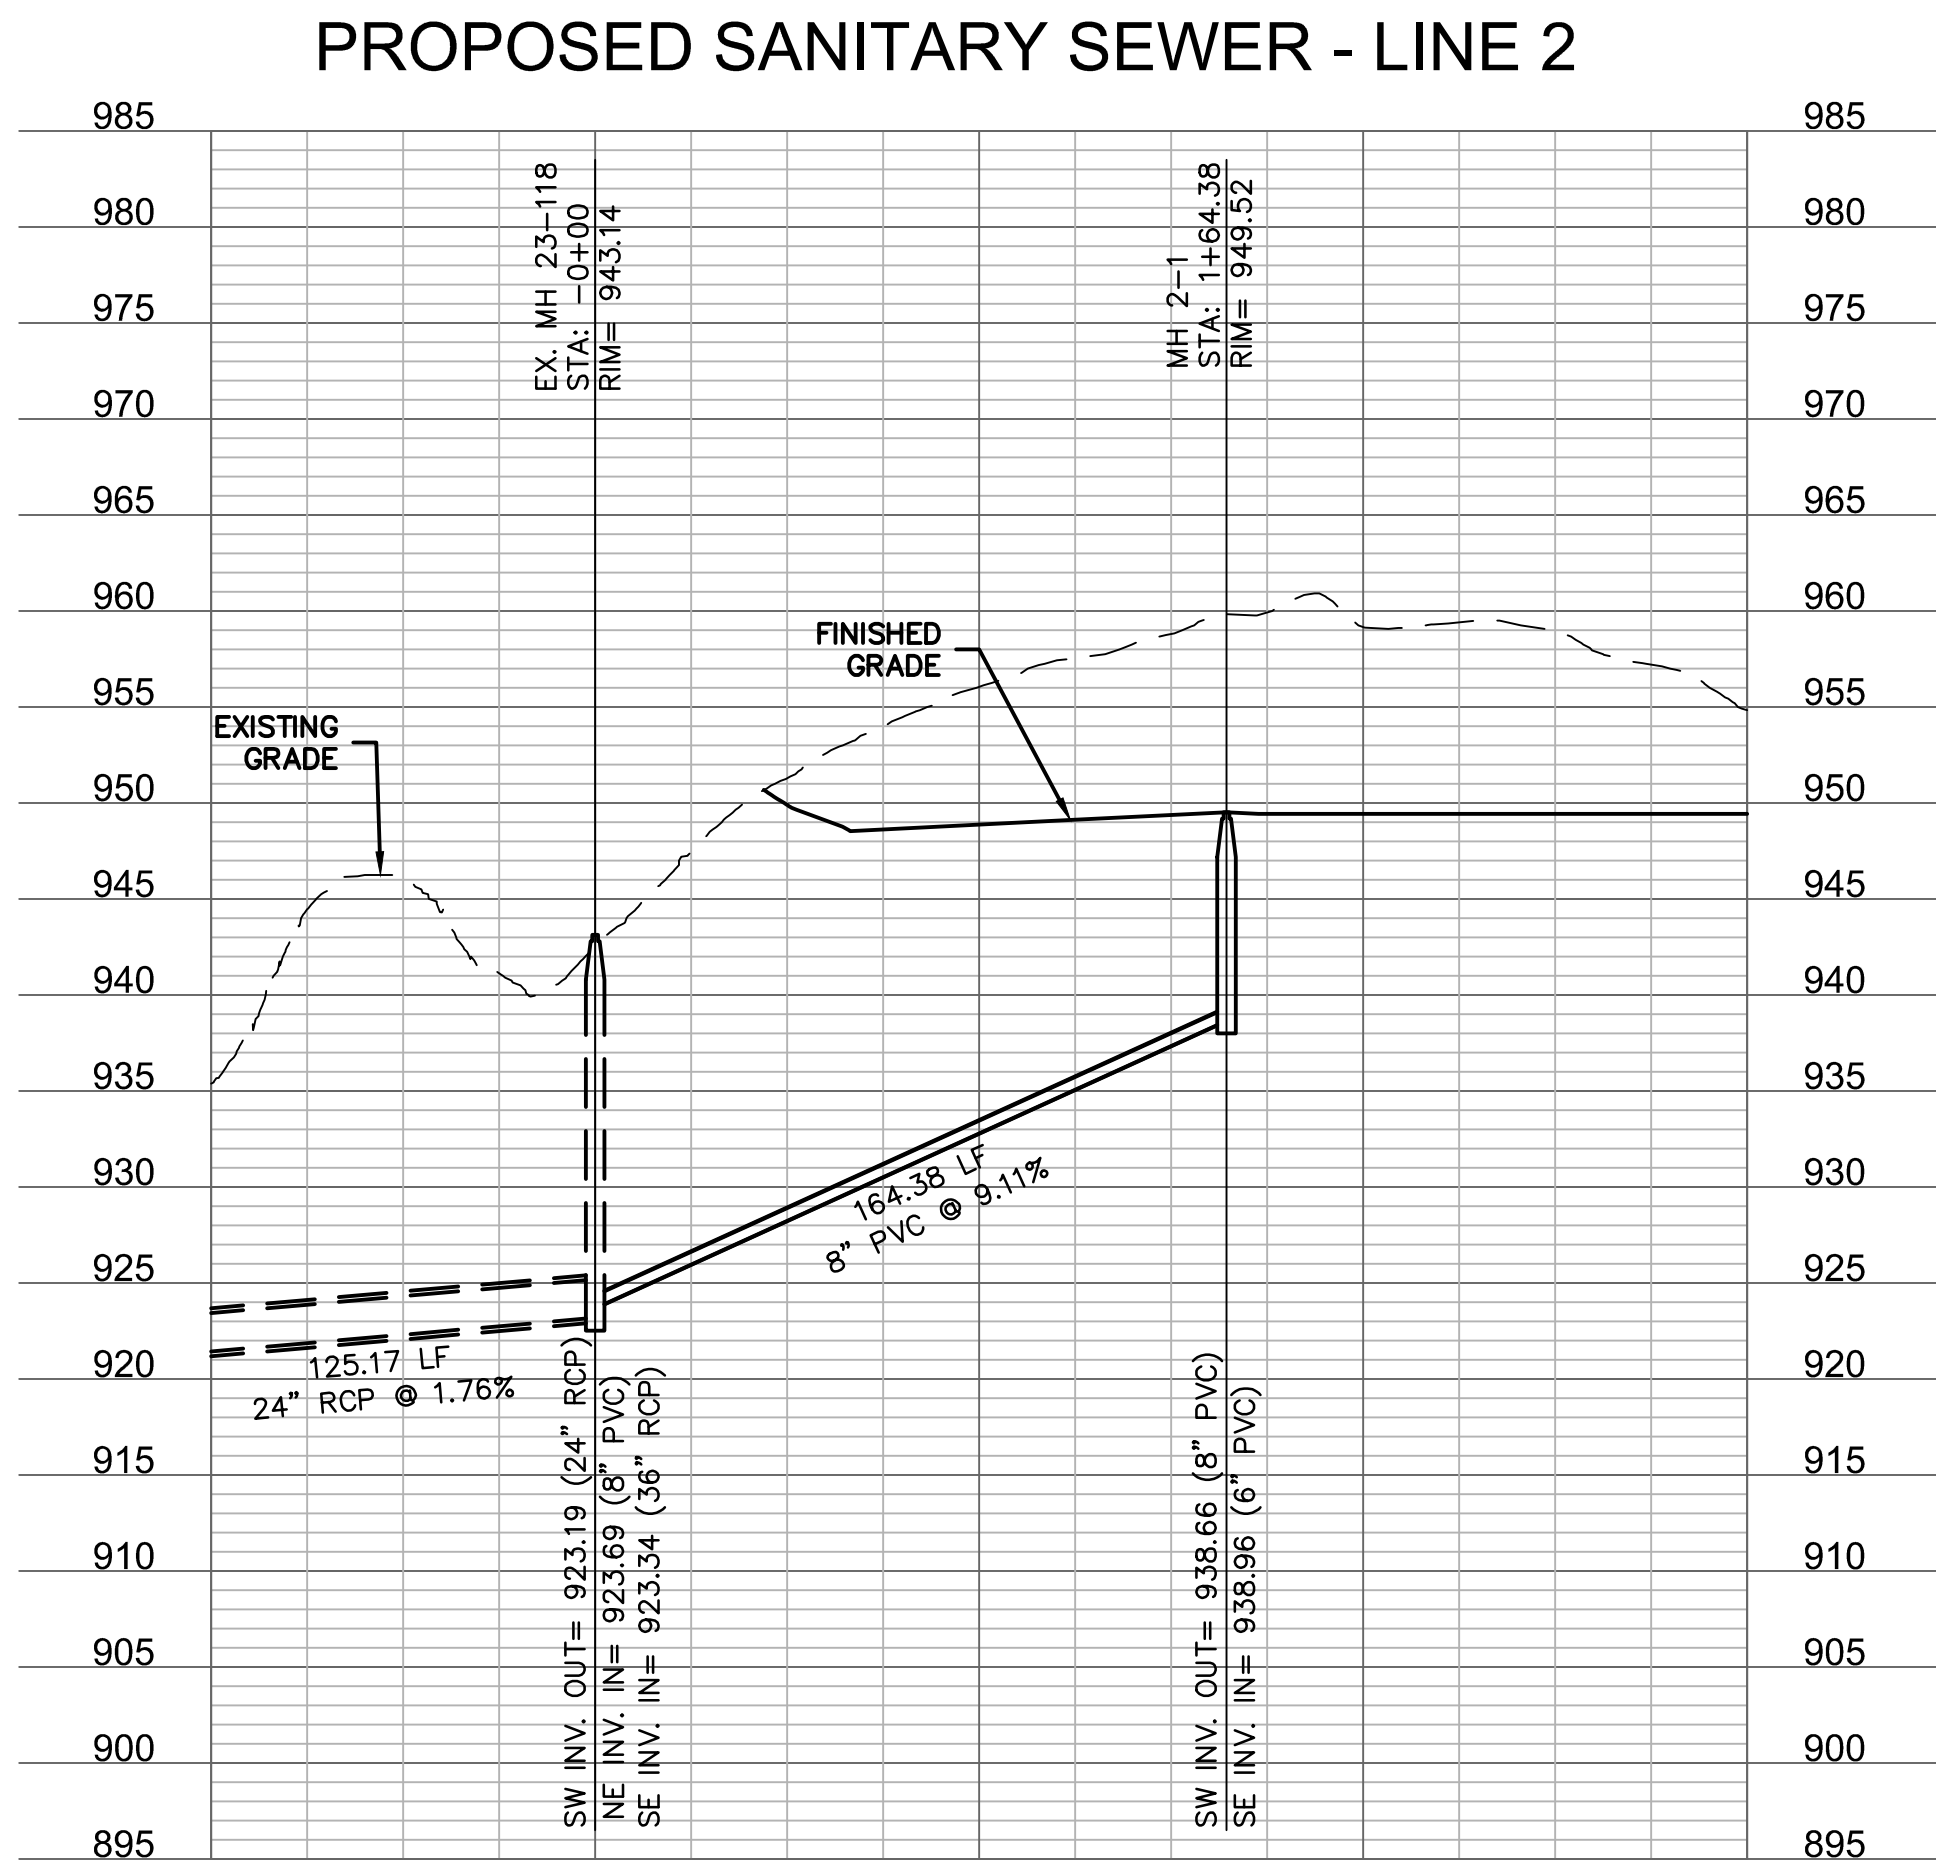 PROPOSED SANITARY SEWER - LINE 2
985
985
980
980
975
975
970
970
965
965
960
960
955
955
950
950
945
945
940
940
935
935
930
930
925
925
920
920
915
915
910
910
905
905
900
900
895
895
EX. MH 23-118
STA: -0+00
RIM= 943.14
MH 2-1
STA: 1+64.38
RIM= 949.52
FINISHED
GRADE
EXISTING
GRADE
164.38 LF
8" PVC @ 9.11%
125.17 LF
24" RCP @ 1.76%
SW INV. OUT= 923.19 (24" RCP)
NE INV. IN= 923.69 (8" PVC)
SE INV. IN= 923.34 (36" RCP)
SW INV. OUT= 938.66 (8" PVC)
SE INV. IN= 938.96 (6" PVC)